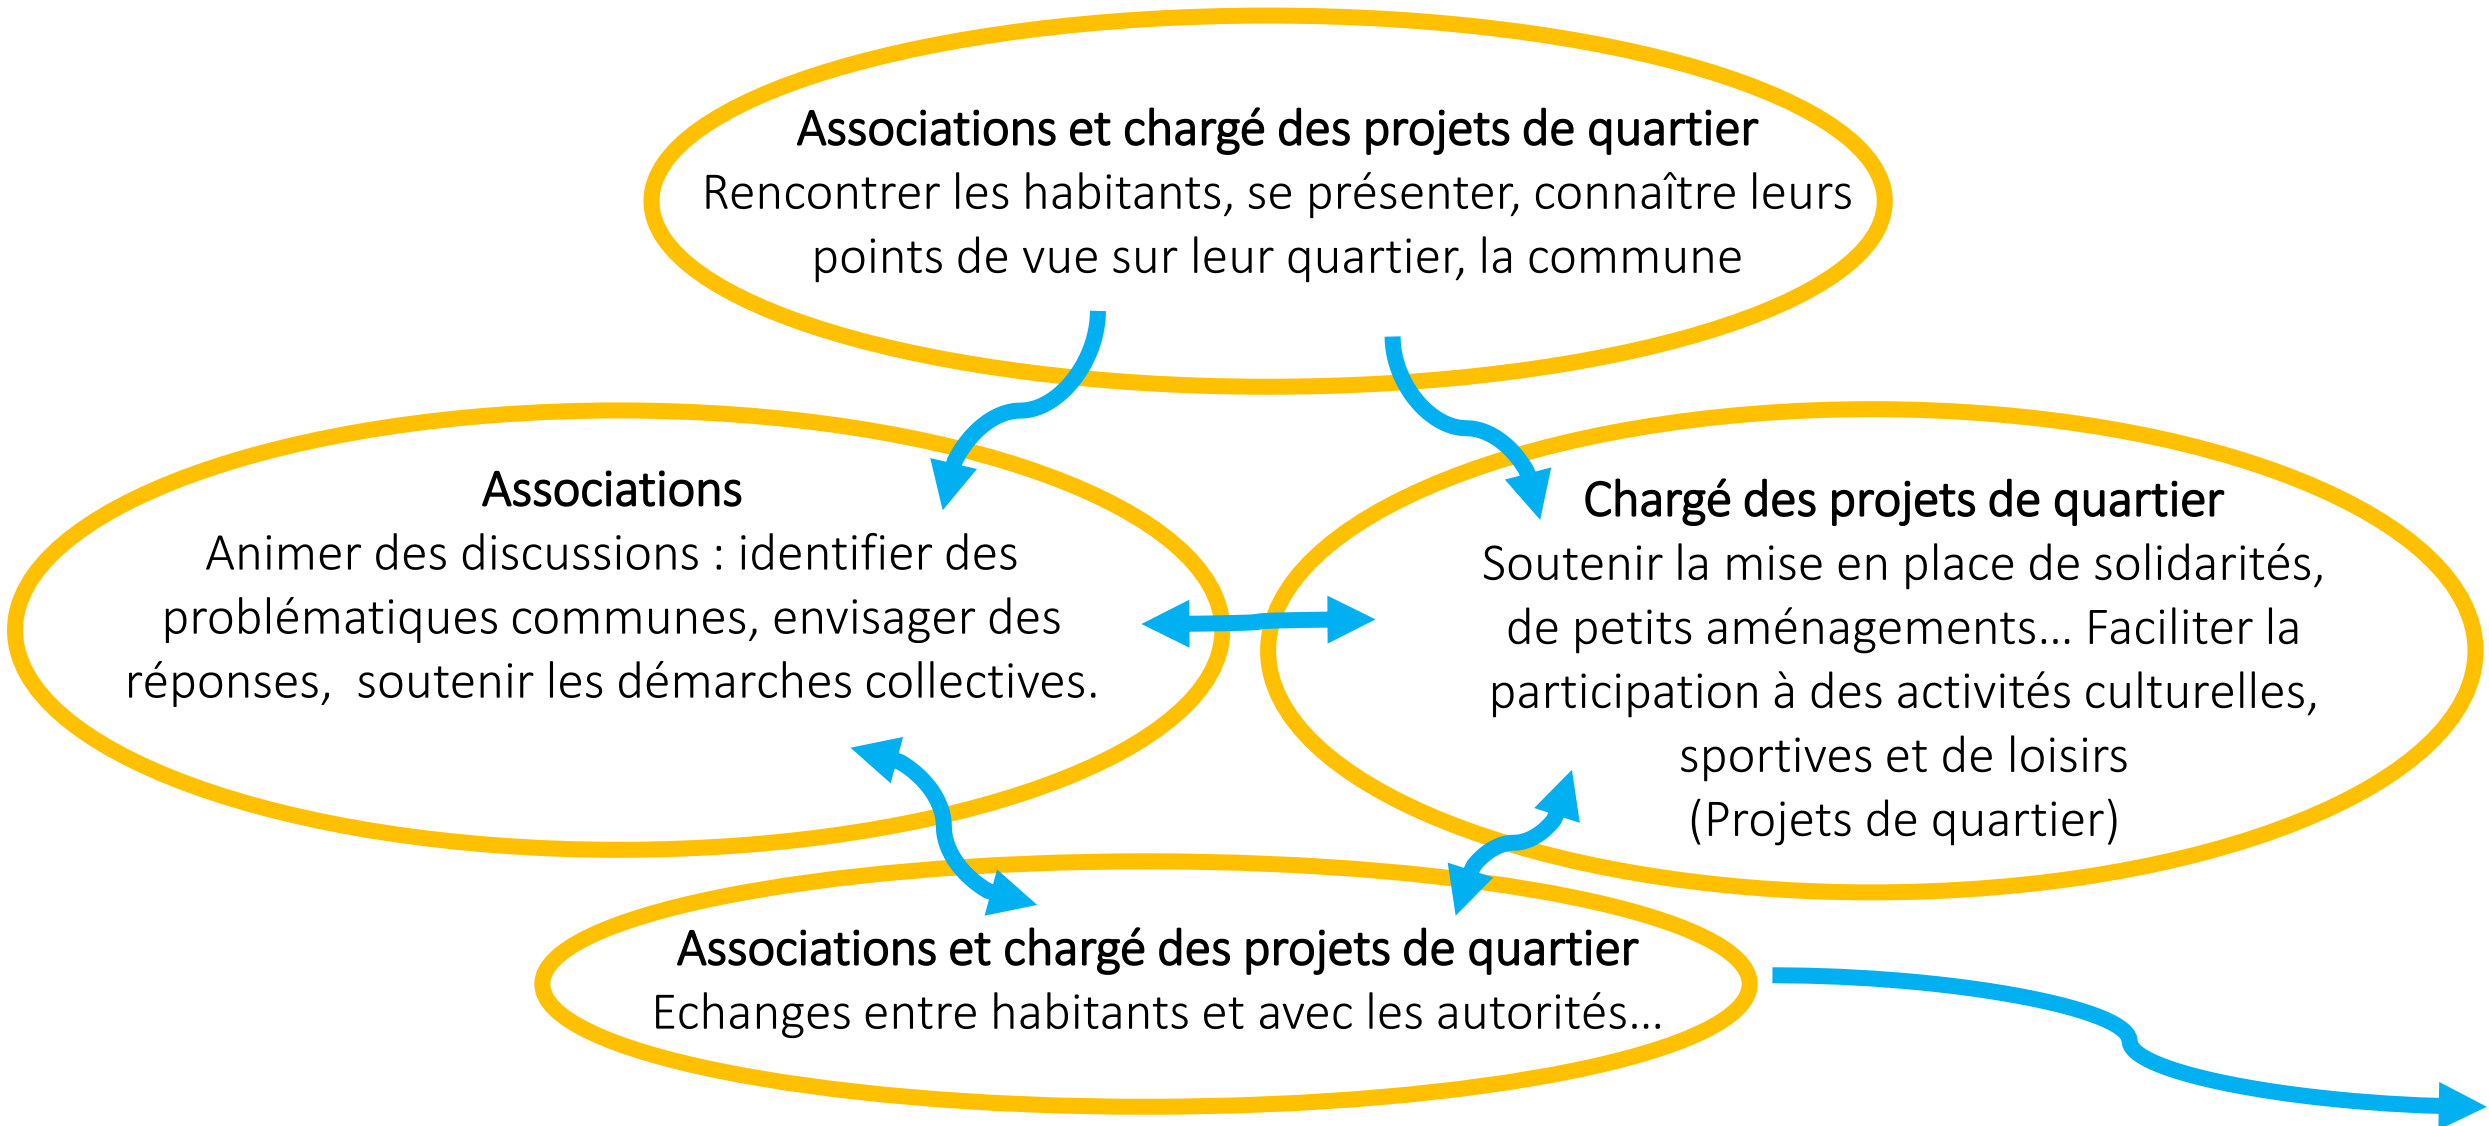 Associations et chargé des projets de quartier
Rencontrer les habitants, se présenter, connaître leurs
points de vue sur leur quartier, la commune
Associations
Animer des discussions : identifier des
problématiques communes, envisager des
réponses,  soutenir les démarches collectives.
Chargé des projets de quartier
Soutenir la mise en place de solidarités,
de petits aménagements... Faciliter la
participation à des activités culturelles,
sportives et de loisirs
(Projets de quartier)
Associations et chargé des projets de quartier
Echanges entre habitants et avec les autorités...